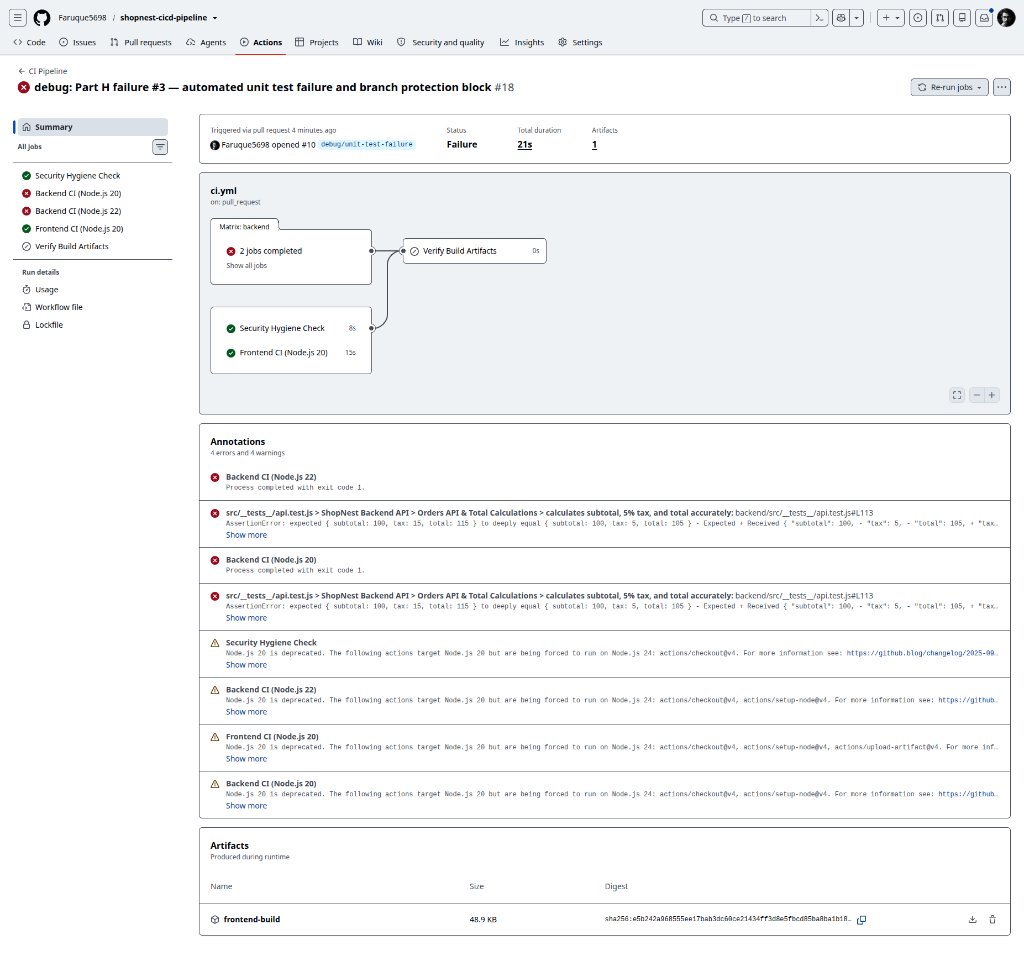 Faruque5698 / shopnest-cicd-pipeline
Type / to search
Code Issues Pull requests Agents Actions Projects Wiki Security and quality Insights Settings
← CI Pipeline
debug: Part H failure #3 — automated unit test failure and branch protection block #18
Re-run jobs
Summary
All jobs
Security Hygiene Check
Backend CI (Node.js 20)
Backend CI (Node.js 22)
Frontend CI (Node.js 20)
Verify Build Artifacts
Run details
Usage
Workflow file
Lockfile
Triggered via pull request 4 minutes ago
Faruque5698 opened #10 debug/unit-test-failure
Status
Failure
Total duration
21s
Artifacts
1
ci.yml
on: pull_request
Matrix: backend
2 jobs completed
Show all jobs
Verify Build Artifacts 0s
Security Hygiene Check 8s
Frontend CI (Node.js 20) 15s
Annotations
4 errors and 4 warnings
Backend CI (Node.js 22)
Process completed with exit code 1.
src/__tests__/api.test.js > ShopNest Backend API > Orders API & Total Calculations > calculates subtotal, 5% tax, and total accurately: backend/src/__tests__/api.test.js#L113
AssertionError: expected { subtotal: 100, tax: 15, total: 115 } to deeply equal { subtotal: 100, tax: 5, total: 105 } - Expected + Received { "subtotal": 100, - "tax": 5, - "total": 105, + "tax…
Show more
Backend CI (Node.js 20)
Process completed with exit code 1.
src/__tests__/api.test.js > ShopNest Backend API > Orders API & Total Calculations > calculates subtotal, 5% tax, and total accurately: backend/src/__tests__/api.test.js#L113
AssertionError: expected { subtotal: 100, tax: 15, total: 115 } to deeply equal { subtotal: 100, tax: 5, total: 105 } - Expected + Received { "subtotal": 100, - "tax": 5, - "total": 105, + "tax…
Show more
Security Hygiene Check
Node.js 20 is deprecated. The following actions target Node.js 20 but are being forced to run on Node.js 24: actions/checkout@v4. For more information see: https://github.blog/changelog/2025-09…
Show more
Backend CI (Node.js 22)
Node.js 20 is deprecated. The following actions target Node.js 20 but are being forced to run on Node.js 24: actions/checkout@v4, actions/setup-node@v4. For more information see: https://github…
Show more
Frontend CI (Node.js 20)
Node.js 20 is deprecated. The following actions target Node.js 20 but are being forced to run on Node.js 24: actions/checkout@v4, actions/setup-node@v4, actions/upload-artifact@v4. For more inf…
Show more
Backend CI (Node.js 20)
Node.js 20 is deprecated. The following actions target Node.js 20 but are being forced to run on Node.js 24: actions/checkout@v4, actions/setup-node@v4. For more information see: https://github…
Show more
Artifacts
Produced during runtime
Name Size Digest
frontend-build 48.9 KB sha256:e5b242a968555ee17bab3dc60ce21434ff3d8e5fbcd85ba8ba1b18…